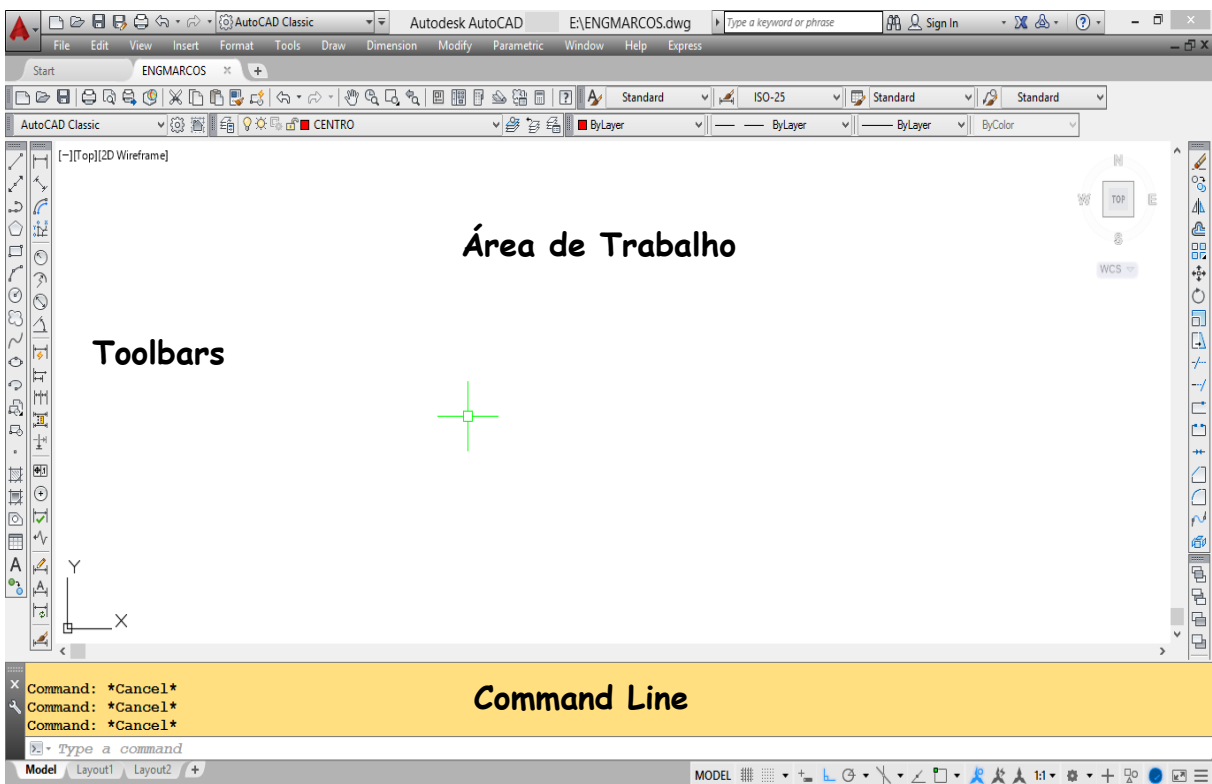 AutoCAD Classic Autodesk AutoCAD E:\ENGMARCOS.dwg Type a keyword or phrase Sign In
File Edit View Insert Format Tools Draw Dimension Modify Parametric Window Help Express
Start ENGMARCOS
Standard ISO-25 Standard Standard
AutoCAD Classic CENTRO ByLayer ByLayer ByLayer ByColor
[−][Top][2D Wireframe]
N
W TOP E
S
WCS
Área de Trabalho
Toolbars
Y
X
Command: *Cancel*
Command: *Cancel*
Command: *Cancel*
Command Line
Type a command
Model Layout1 Layout2 +
MODEL 1:1